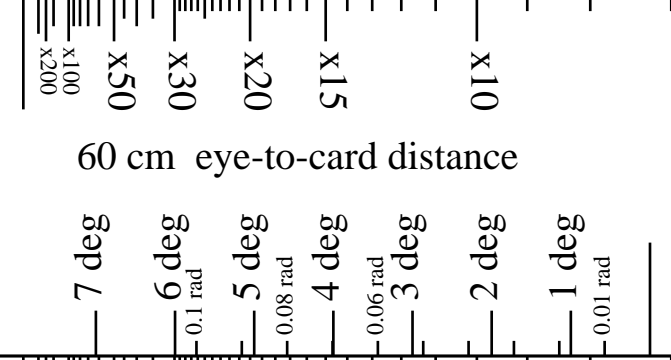 x200 x100 x50 x30 x20 x15 x10
60 cm eye-to-card distance
7 deg 6 deg 0.1 rad 5 deg 0.08 rad 4 deg 0.06 rad 3 deg 2 deg 1 deg 0.01 rad